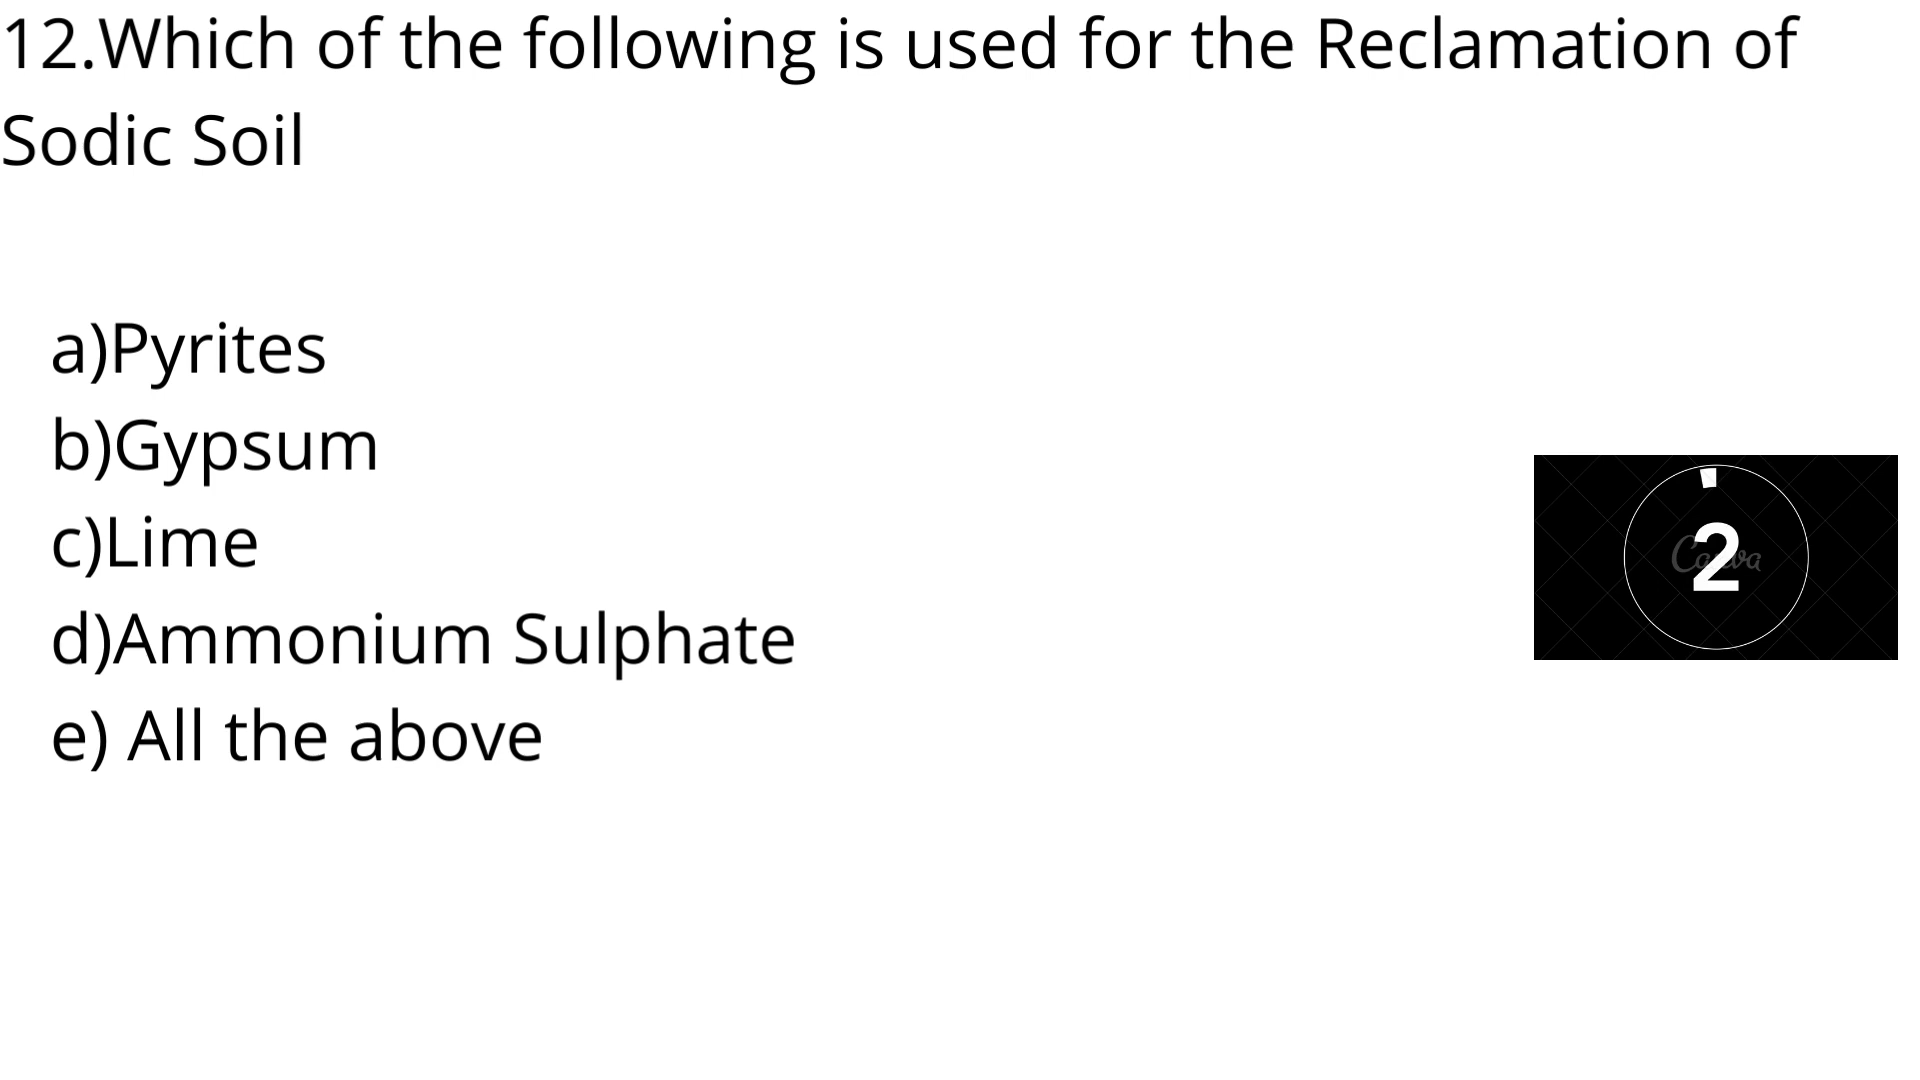 12.Which of the following is used for the Reclamation of
Sodic Soil
a)Pyrites
b)Gypsum
c)Lime
d)Ammonium Sulphate
e) All the above
Canva
2